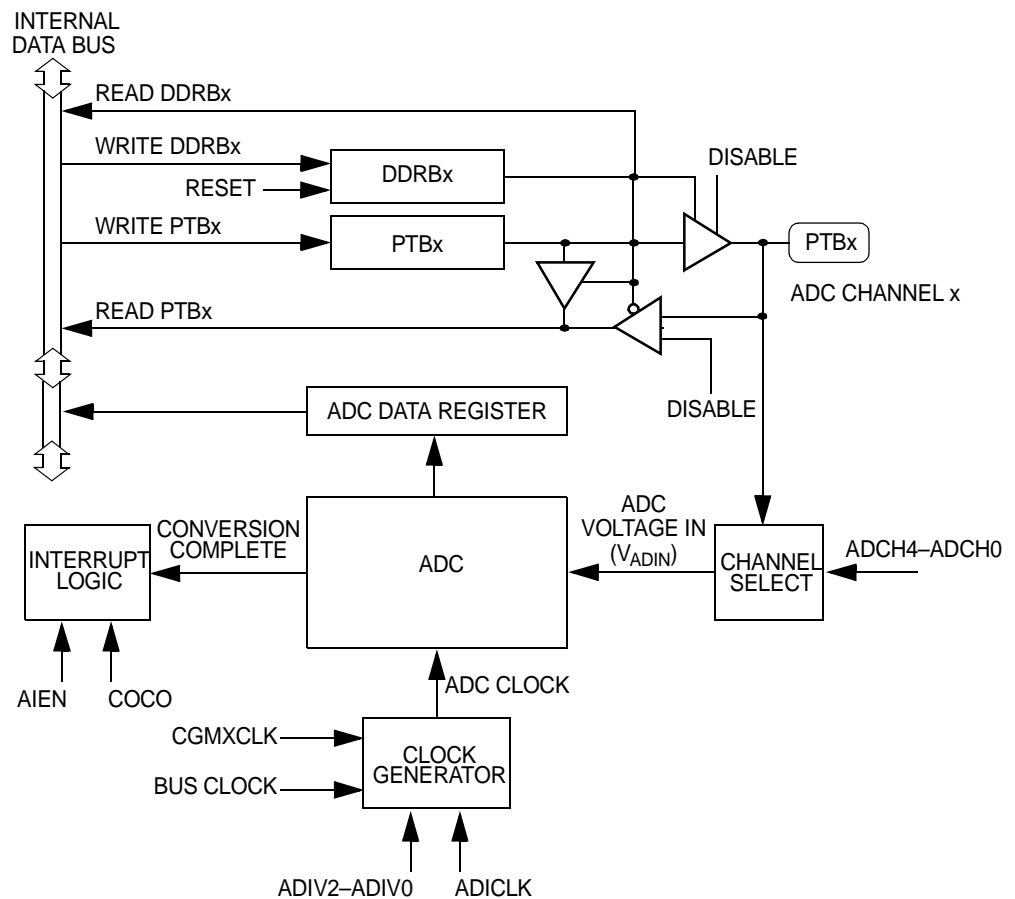 INTERNAL
DATA BUS
READ DDRBx
WRITE DDRBx
DISABLE
RESET
DDRBx
WRITE PTBx
PTBx
PTBx
ADC CHANNEL x
READ PTBx
DISABLE
ADC DATA REGISTER
INTERRUPT
LOGIC
CONVERSION
COMPLETE
ADC
ADC
VOLTAGE IN
(VADIN)
CHANNEL
SELECT
ADCH4–ADCH0
AIEN
COCO
ADC CLOCK
CGMXCLK
BUS CLOCK
CLOCK
GENERATOR
ADIV2–ADIV0
ADICLK